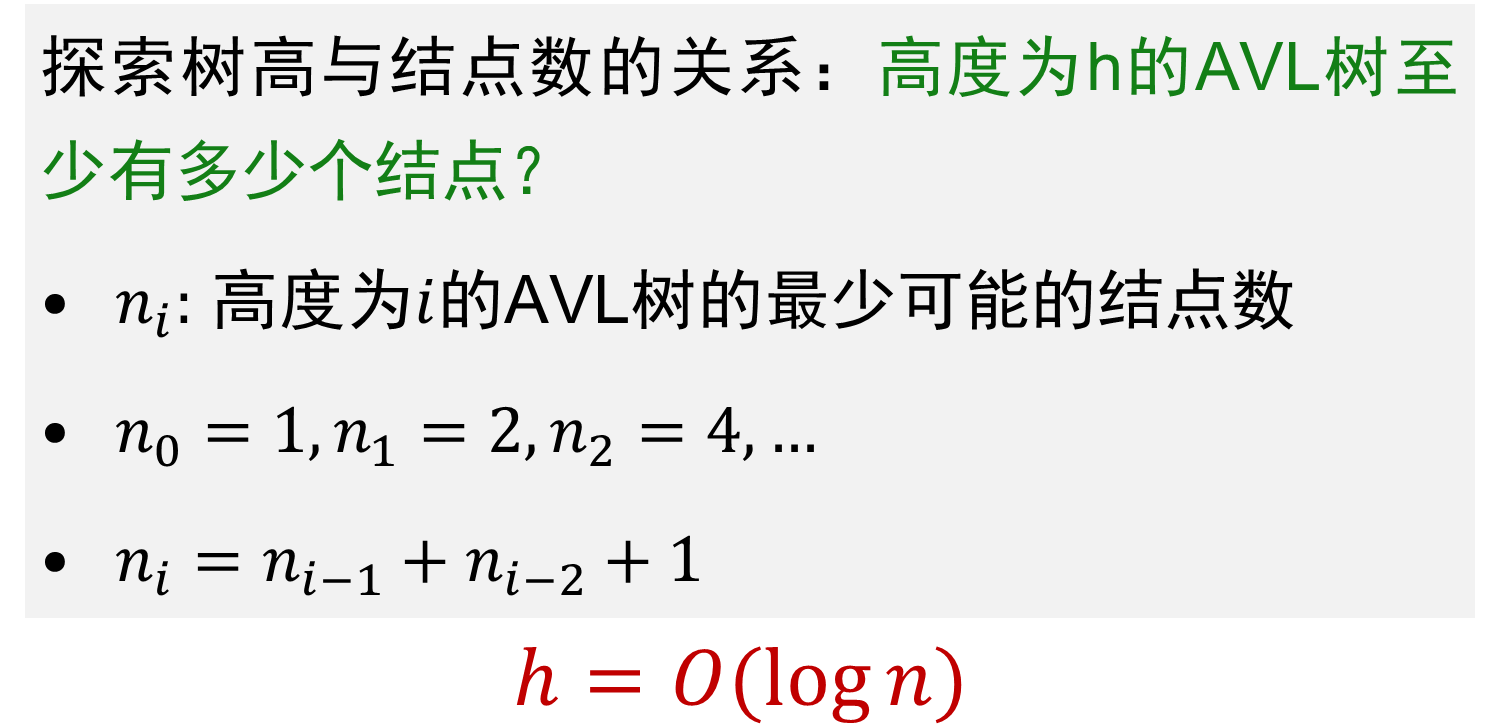 探索树高与结点数的关系：高度为h的AVL树至
少有多少个结点？
• nᵢ: 高度为i的AVL树的最少可能的结点数
• n₀ = 1, n₁ = 2, n₂ = 4, …
• nᵢ = nᵢ₋₁ + nᵢ₋₂ + 1
h = O(log n)